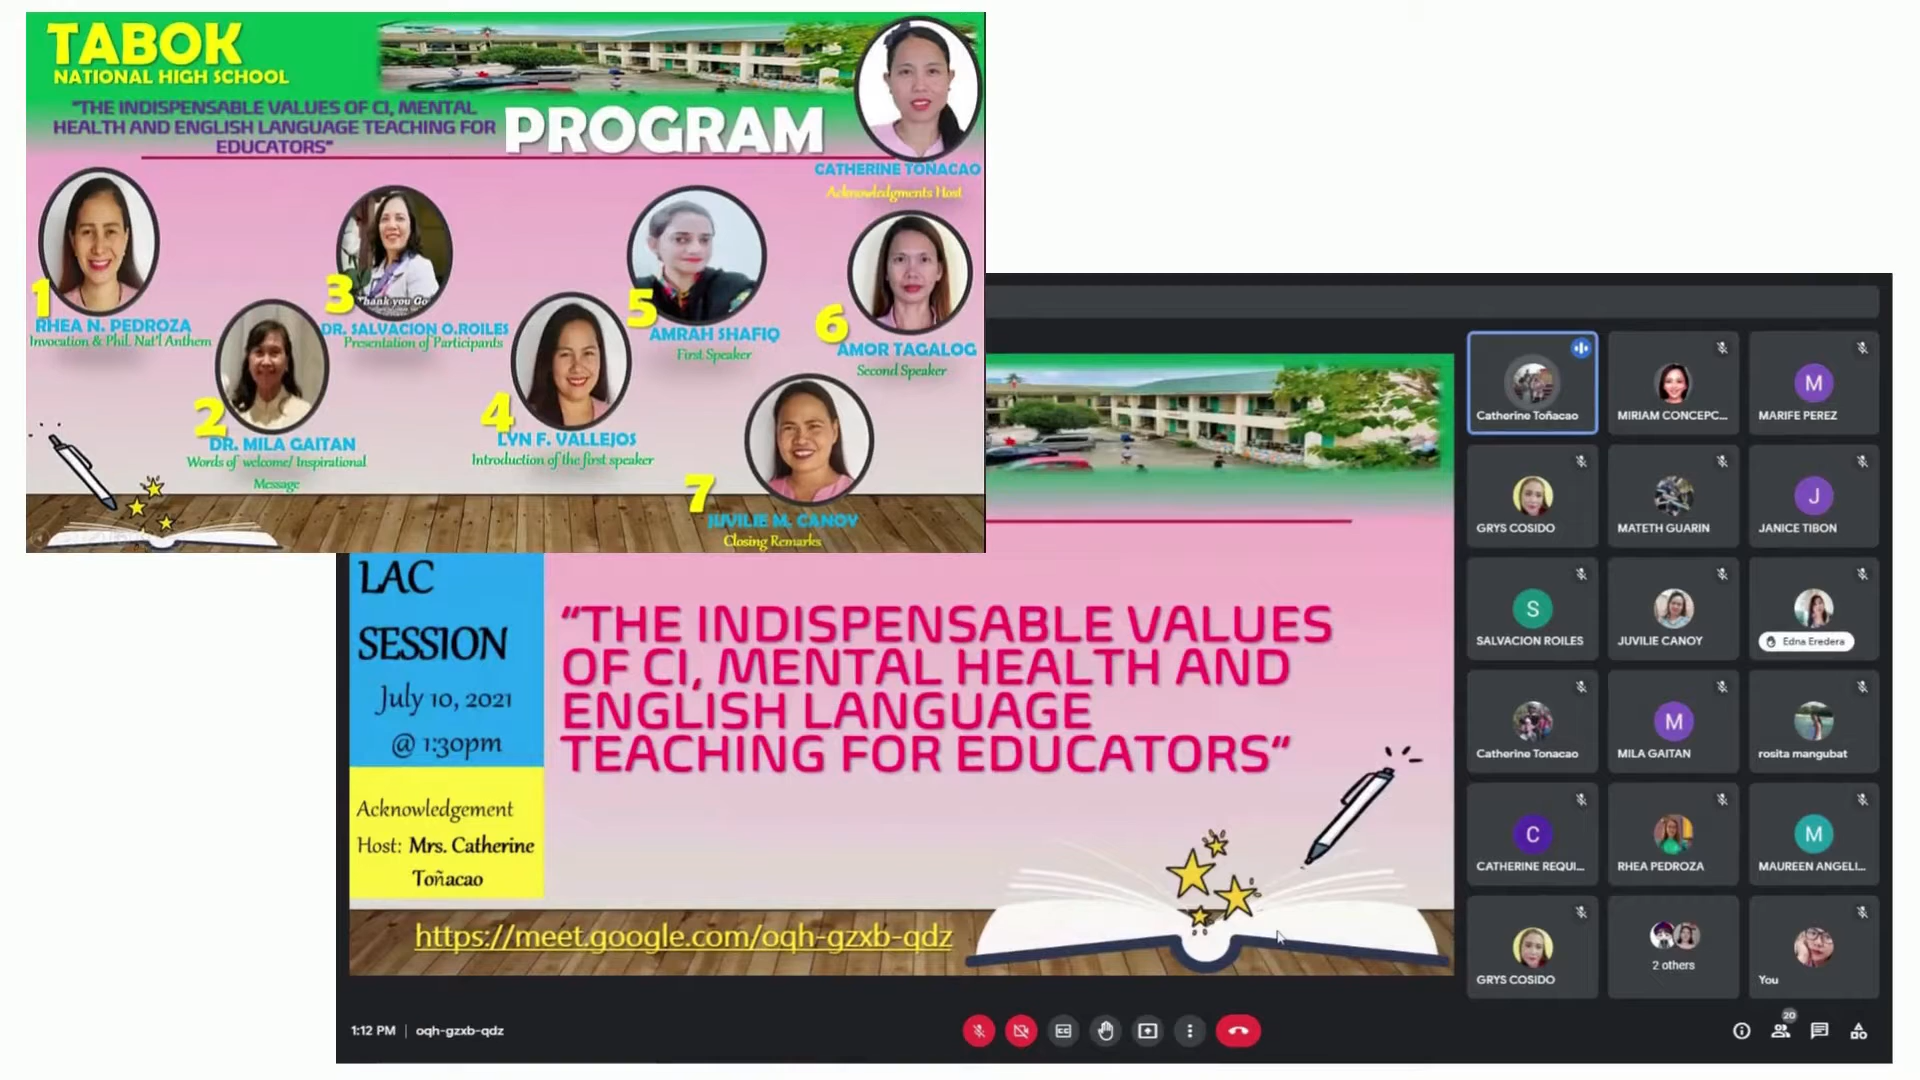 TABOK
NATIONAL HIGH SCHOOL
"THE INDISPENSABLE VALUES OF CI, MENTAL
HEALTH AND ENGLISH LANGUAGE TEACHING FOR
EDUCATORS"
PROGRAM
CATHERINE TOÑACAO
Acknowledgments Host
1
RHEA N. PEDROZA
Invocation & Phil. Nat'l Anthem
2
DR. MILA GAITAN
Words of welcome/ Inspirational
Message
3
Thank you Go
DR. SALVACION O.ROILES
Presentation of Participants
4
LYN F. VALLEJOS
Introduction of the first speaker
5
AMRAH SHAFIQ
First Speaker
6
AMOR TAGALOG
Second Speaker
7
JUVILIE M. CANOY
Closing Remarks
LAC
SESSION
July 10, 2021
@ 1:30pm
Acknowledgement
Host: Mrs. Catherine
Toñacao
"THE INDISPENSABLE VALUES
OF CI, MENTAL HEALTH AND
ENGLISH LANGUAGE
TEACHING FOR EDUCATORS"
https://meet.google.com/oqh-gzxb-qdz
Catherine Toñacao
MIRIAM CONCEPC...
M
MARIFE PEREZ
GRYS COSIDO
MATETH GUARIN
J
JANICE TIBON
S
SALVACION ROILES
JUVILIE CANOY
Edna Eredera
Catherine Tonacao
M
MILA GAITAN
rosita mangubat
C
CATHERINE REQUI...
RHEA PEDROZA
M
MAUREEN ANGELI...
GRYS COSIDO
2 others
You
1:12 PM | oqh-gzxb-qdz
20